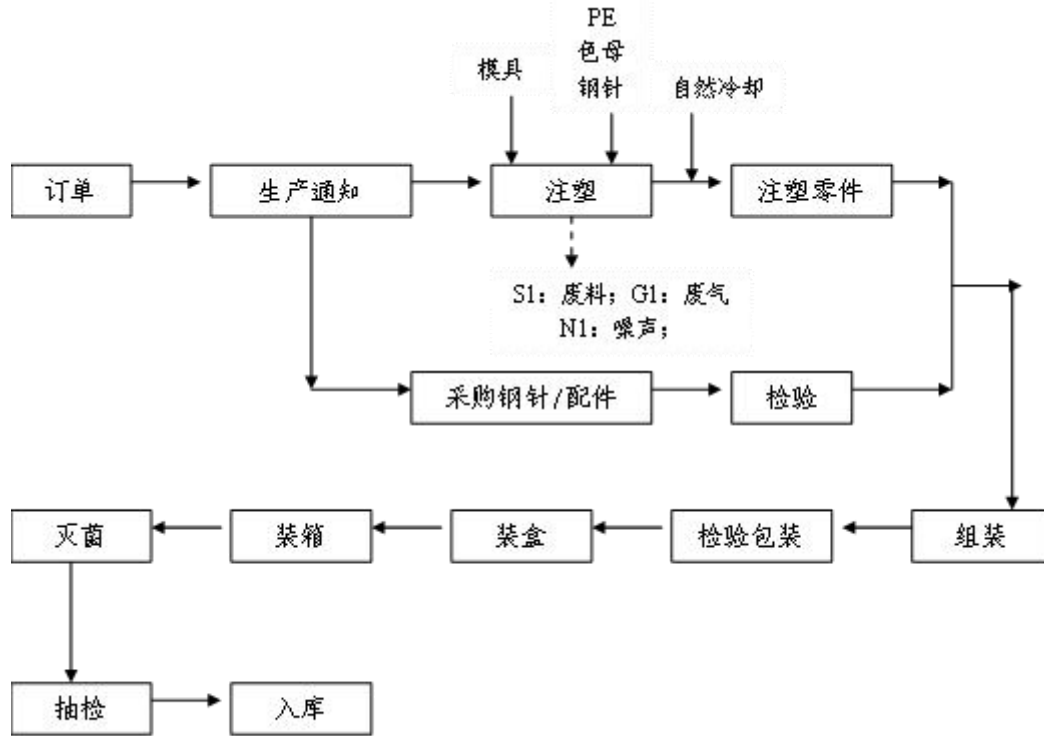 PE
色母
钢针
模具
自然冷却
订单
生产通知
注塑
注塑零件
S1：废料；G1：废气
N1：噪声；
采购钢针/配件
检验
灭菌
装箱
装盒
检验包装
组装
抽检
入库